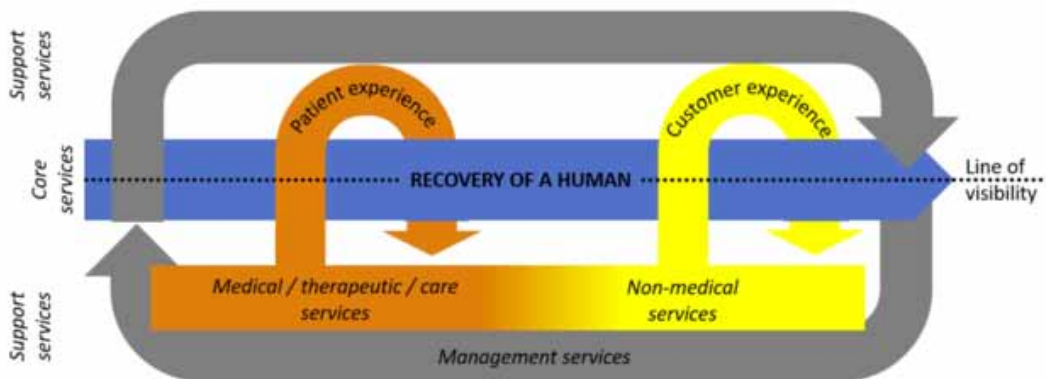 Support
services
Patient experience
Customer experience
Core
services
RECOVERY OF A HUMAN
Line of
visibility
Support
services
Medical / therapeutic / care
services
Non-medical
services
Management services